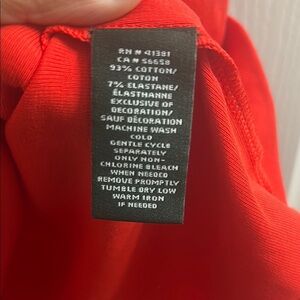 RN # 41381
CA # 56658
93% COTTON/
COTON
7% ELASTANE/
ÉLASTHANNE
EXCLUSIVE OF
DECORATION/
SAUF DÉCORATION
MACHINE WASH
COLD
GENTLE CYCLE
SEPARATELY
ONLY NON-
CHLORINE BLEACH
WHEN NEEDED
REMOVE PROMPTLY
TUMBLE DRY LOW
WARM IRON
IF NEEDED